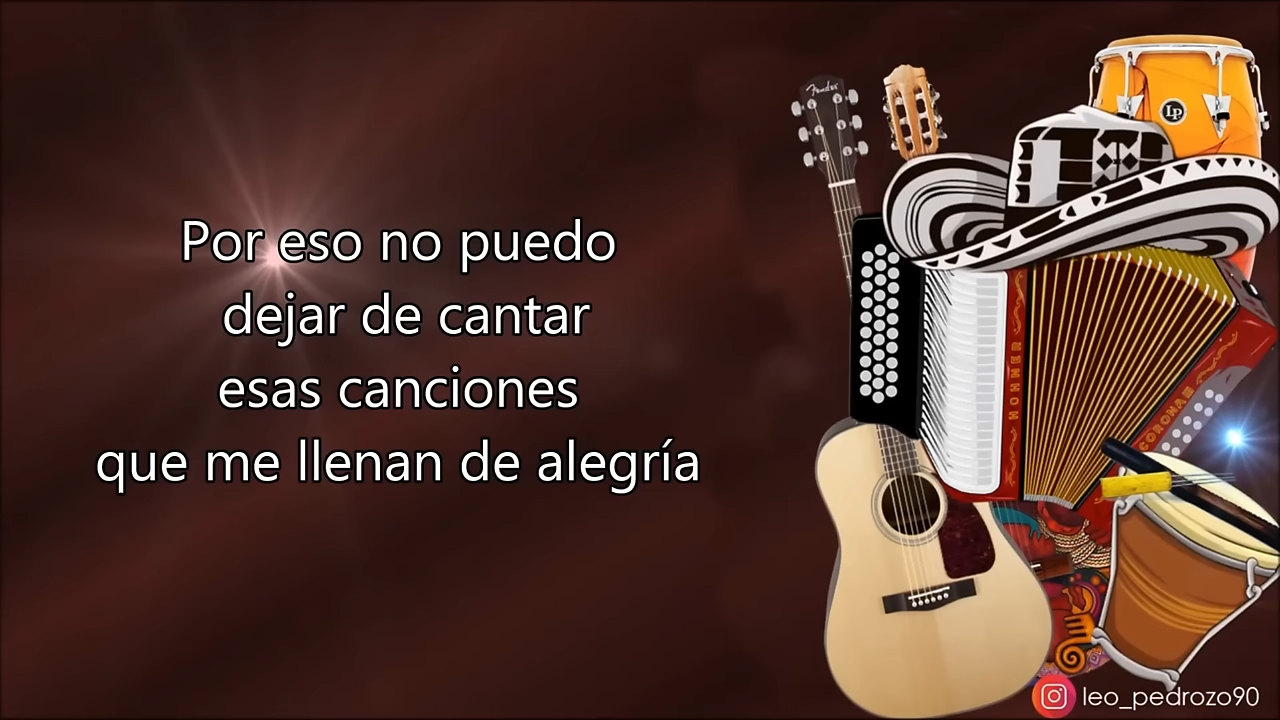 Por eso no puedo
dejar de cantar
esas canciones
que me llenan de alegría
Fender
LP
HOHNER
CORONA III
leo_pedrozo90